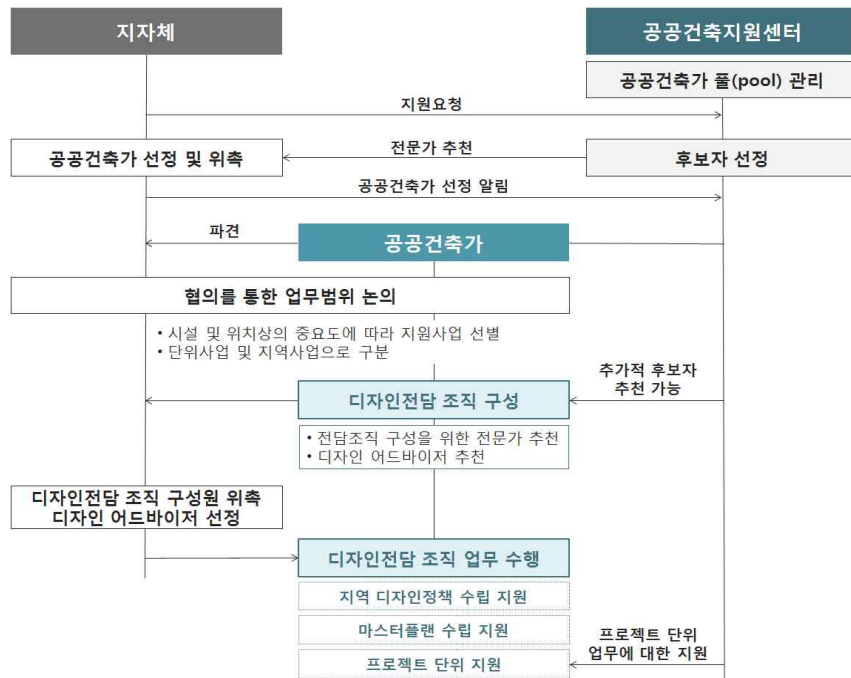 지자체
공공건축지원센터
공공건축가 풀(pool) 관리
지원요청
공공건축가 선정 및 위촉
전문가 추천
후보자 선정
공공건축가 선정 알림
파견
공공건축가
협의를 통한 업무범위 논의
• 시설 및 위치상의 중요도에 따라 지원사업 선별
• 단위사업 및 지역사업으로 구분
추가적 후보자
추천 가능
디자인전담 조직 구성
• 전담조직 구성을 위한 전문가 추천
• 디자인 어드바이저 추천
디자인전담 조직 구성원 위촉
디자인 어드바이저 선정
디자인전담 조직 업무 수행
지역 디자인정책 수립 지원
마스터플랜 수립 지원
프로젝트 단위
업무에 대한 지원
프로젝트 단위 지원